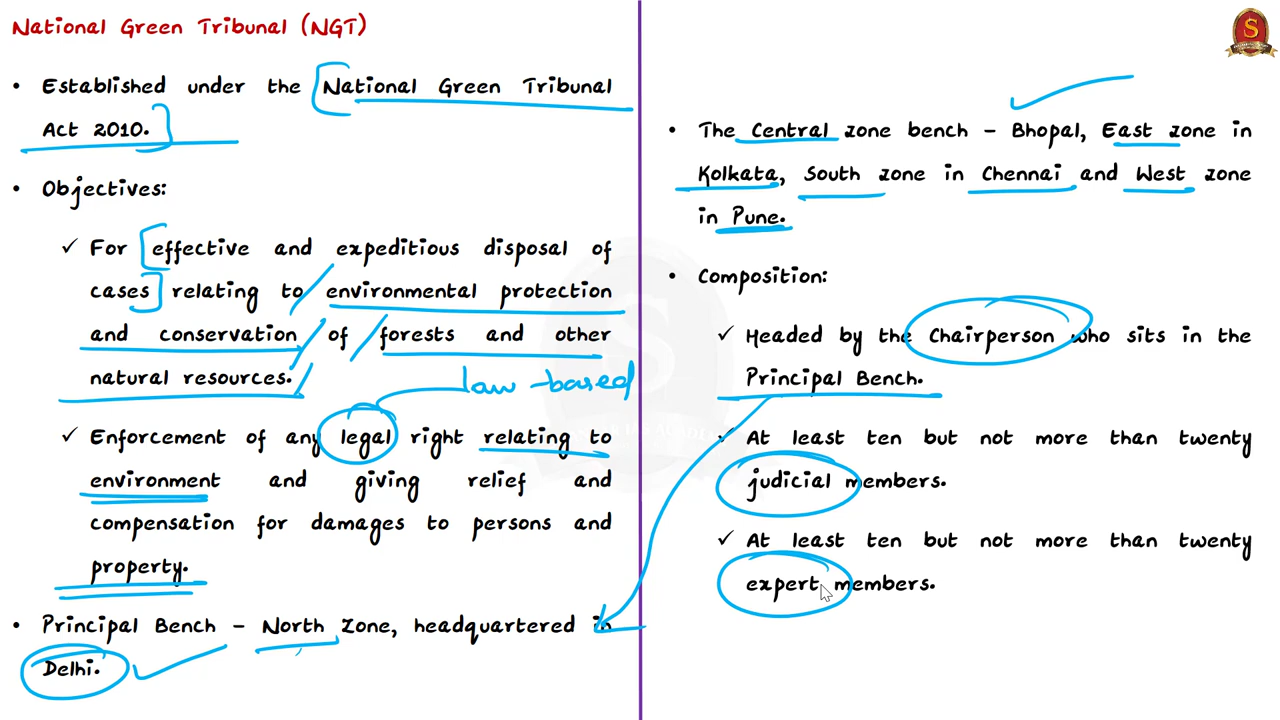 National Green Tribunal (NGT)
• Established under the National Green Tribunal
Act 2010.
• Objectives:
✓ For effective and expeditious disposal of
cases relating to environmental protection
and conservation of forests and other
natural resources.
law-based
✓ Enforcement of any legal right relating to
environment and giving relief and
compensation for damages to persons and
property.
• Principal Bench – North Zone, headquartered in
Delhi.
• The Central zone bench – Bhopal, East zone in
Kolkata, South zone in Chennai and West zone
in Pune.
• Composition:
✓ Headed by the Chairperson who sits in the
Principal Bench.
✓ At least ten but not more than twenty
judicial members.
✓ At least ten but not more than twenty
expert members.
S